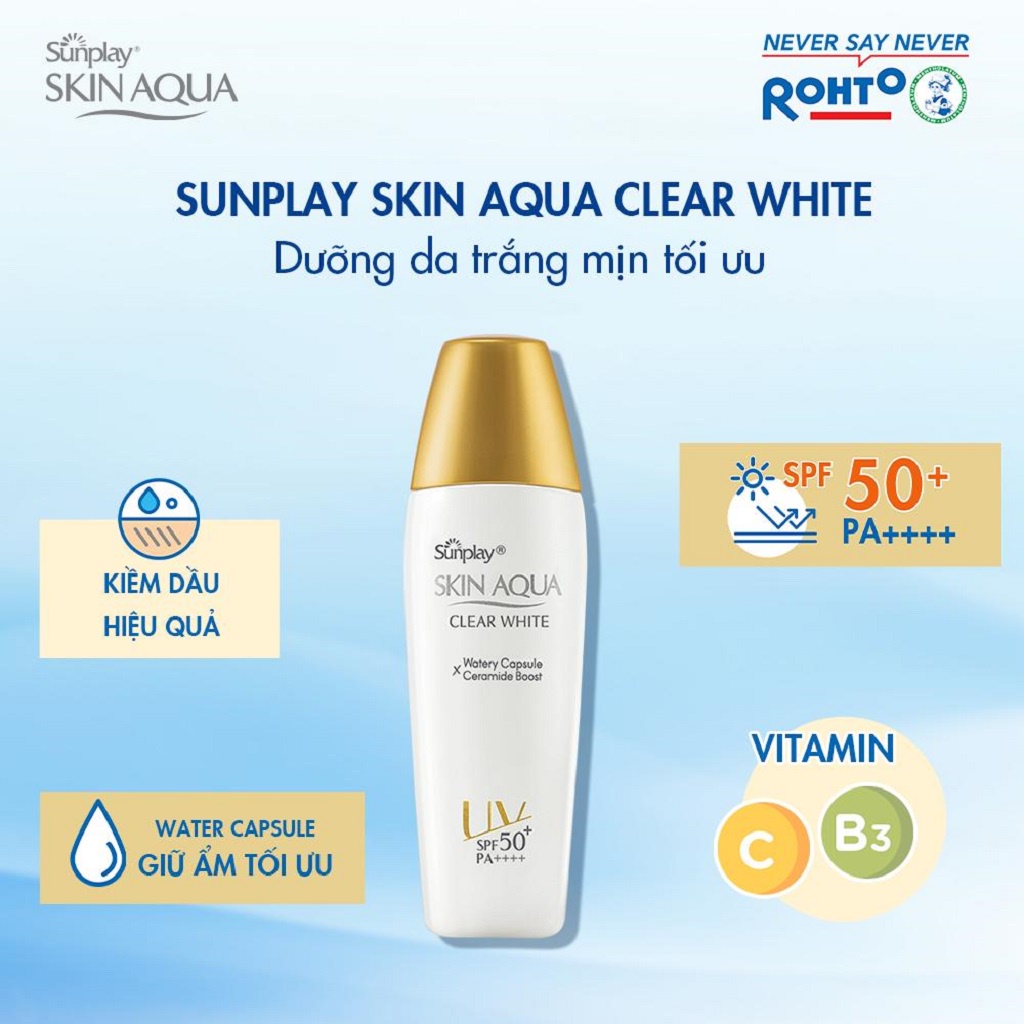 Sunplay®
SKIN AQUA
NEVER SAY NEVER
ROHTO
SUNPLAY SKIN AQUA CLEAR WHITE
Dưỡng da trắng mịn tối ưu
KIỀM DẦU
HIỆU QUẢ
WATER CAPSULE
GIỮ ẨM TỐI ƯU
Sunplay®
SKIN AQUA
CLEAR WHITE
Watery Capsule
x Ceramide Boost
UV
SPF50+
PA++++
SPF 50+
PA++++
VITAMIN
C
B3